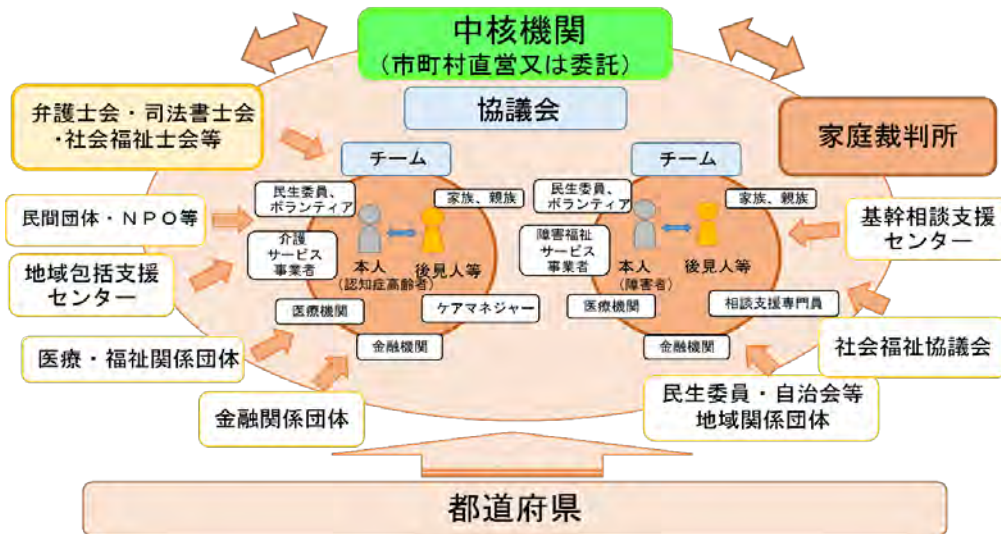 中核機関
(市町村直営又は委託)
協議会
弁護士会・司法書士会
・社会福祉士会等
家庭裁判所
民間団体・NPO等
地域包括支援
センター
医療・福祉関係団体
金融関係団体
チーム
民生委員、
ボランティア
家族、親族
介護
サービス
事業者
本人
(認知症高齢者)
後見人等
医療機関
ケアマネジャー
金融機関
チーム
民生委員、
ボランティア
家族、親族
障害福祉
サービス
事業者
本人
(障害者)
後見人等
医療機関
相談支援専門員
金融機関
基幹相談支援
センター
社会福祉協議会
民生委員・自治会等
地域関係団体
都道府県